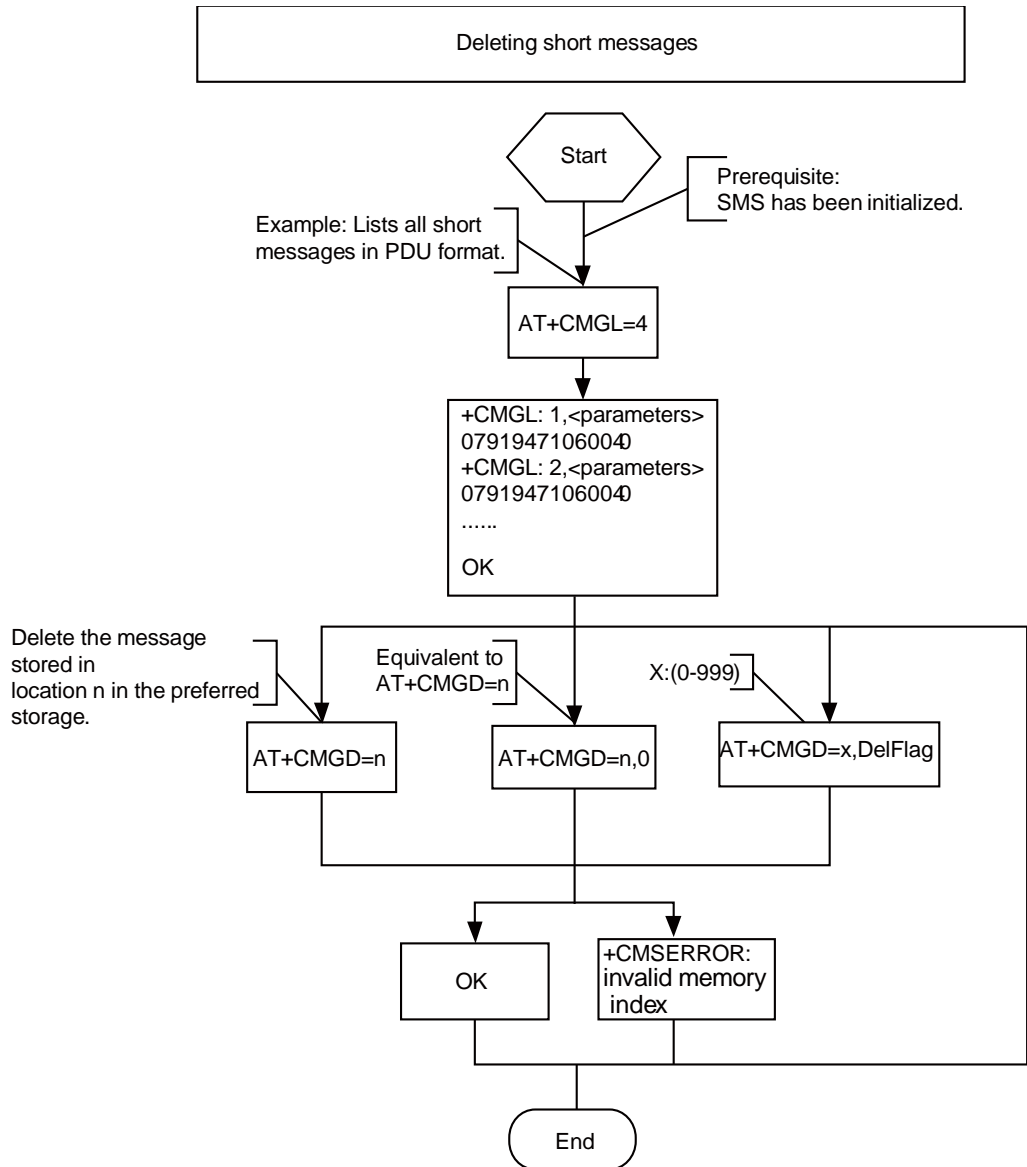 Deleting short messages
Start
Prerequisite:
SMS has been initialized.
Example: Lists all short
messages in PDU format.
AT+CMGL=4
+CMGL: 1,<parameters>
07919471060040
+CMGL: 2,<parameters>
07919471060040
......
OK
Delete the message
stored in
location n in the preferred
storage.
Equivalent to
AT+CMGD=n
X:(0-999)
AT+CMGD=n
AT+CMGD=n,0
AT+CMGD=x,DelFlag
OK
+CMSERROR:
invalid memory
index
End